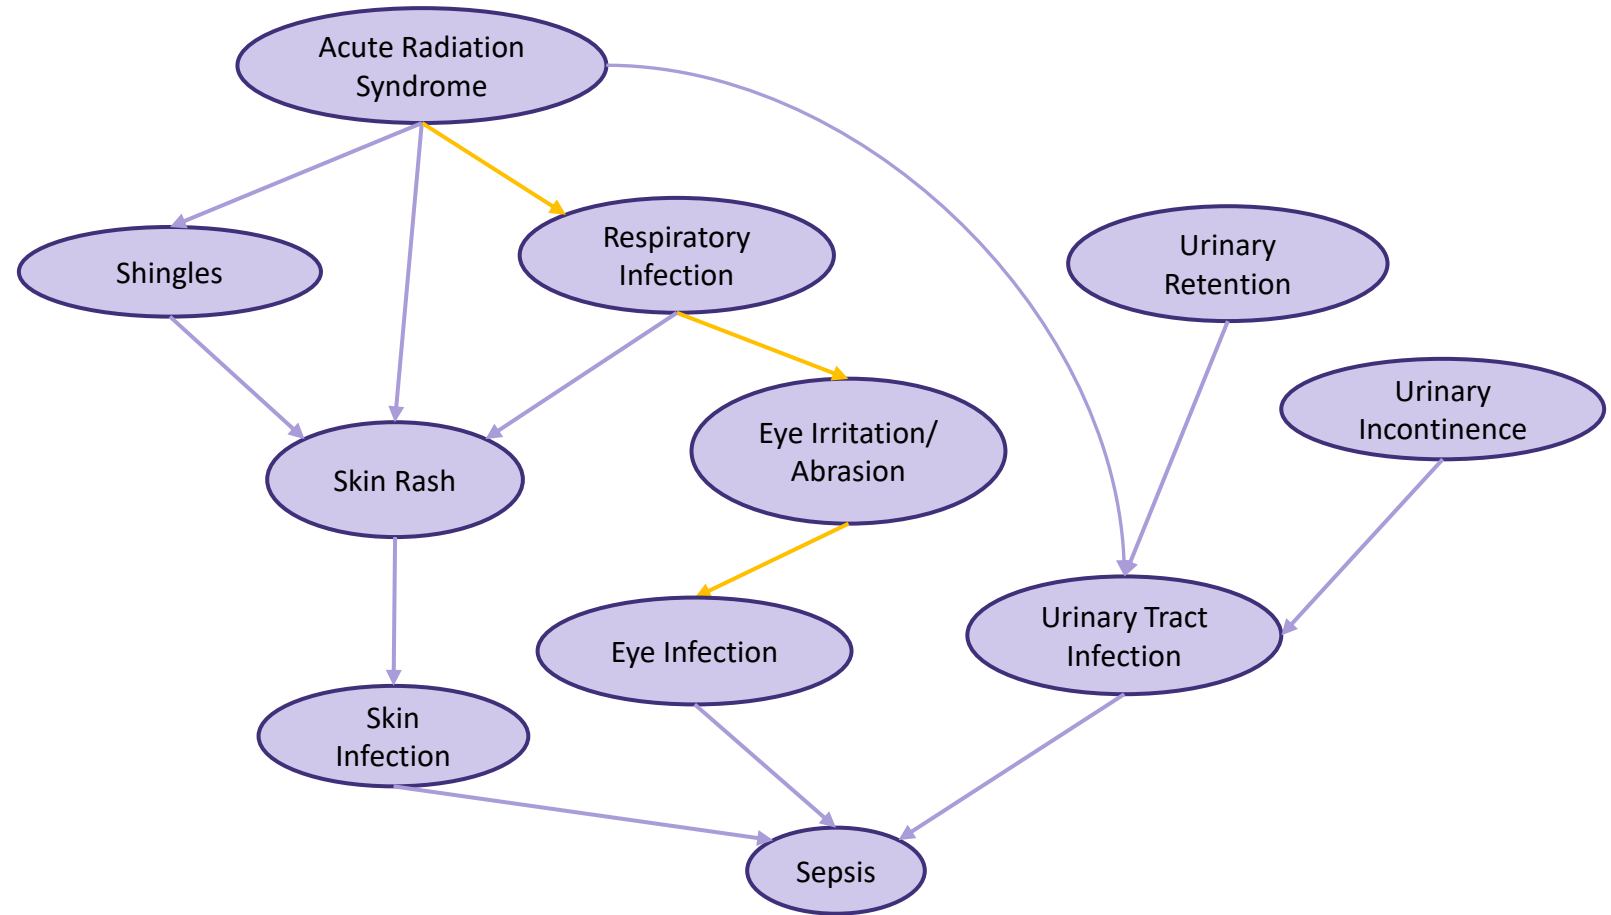 Acute Radiation
Syndrome
Shingles
Respiratory
Infection
Urinary
Retention
Urinary
Incontinence
Eye Irritation/
Abrasion
Skin Rash
Eye Infection
Urinary Tract
Infection
Skin
Infection
Sepsis